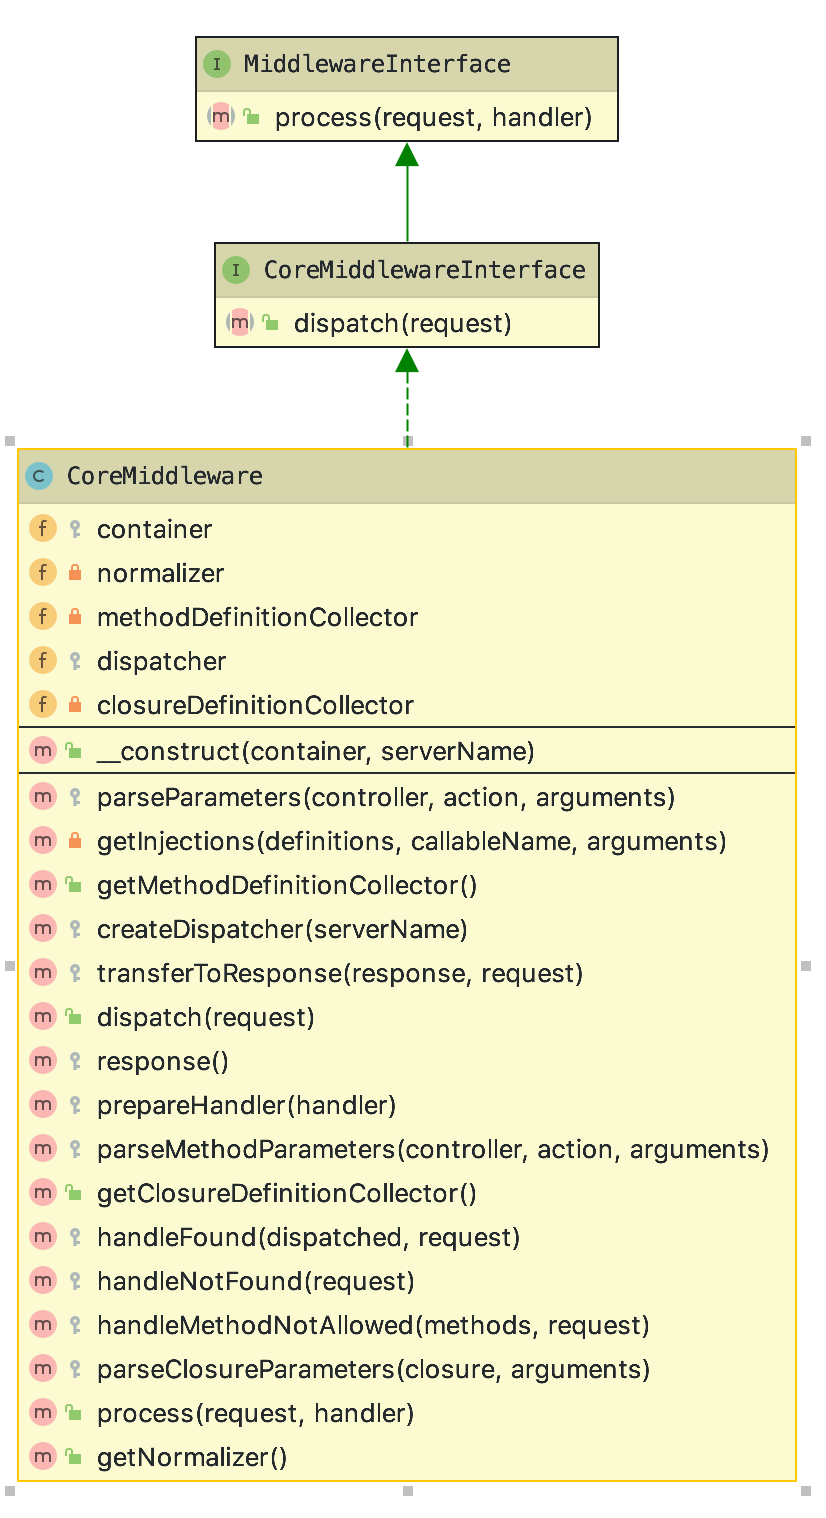 I MiddlewareInterface
m process(request, handler)
I CoreMiddlewareInterface
m dispatch(request)
C CoreMiddleware
f container
f normalizer
f methodDefinitionCollector
f dispatcher
f closureDefinitionCollector
m __construct(container, serverName)
m parseParameters(controller, action, arguments)
m getInjections(definitions, callableName, arguments)
m getMethodDefinitionCollector()
m createDispatcher(serverName)
m transferToResponse(response, request)
m dispatch(request)
m response()
m prepareHandler(handler)
m parseMethodParameters(controller, action, arguments)
m getClosureDefinitionCollector()
m handleFound(dispatched, request)
m handleNotFound(request)
m handleMethodNotAllowed(methods, request)
m parseClosureParameters(closure, arguments)
m process(request, handler)
m getNormalizer()